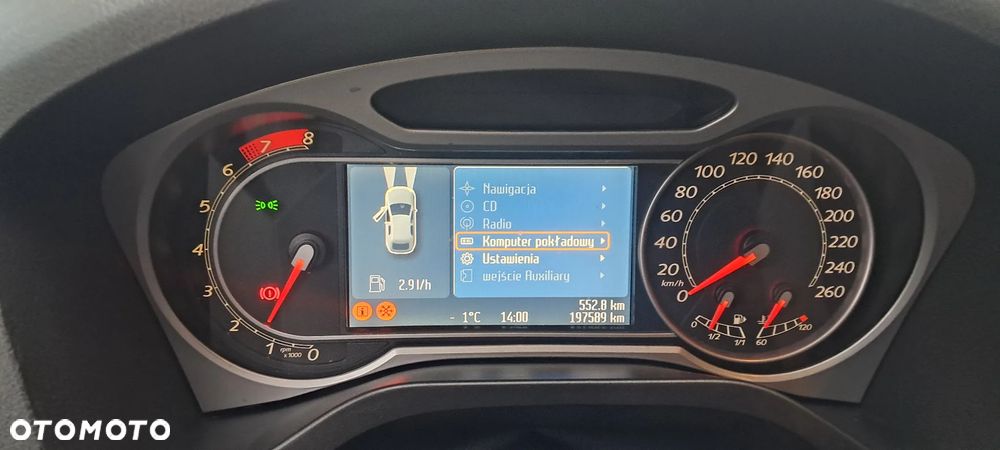 8
7
6
5
4
3
2
1
0
rpm
x1000
Nawigacja
CD
Radio
Komputer pokładowy
Ustawienia
wejście Auxiliary
2.9 l/h
552.8 km
- 1°C 14:00 197589 km
0
20
40
60
80
100
120
140
160
180
200
220
240
260
km/h
0
1/2
1/1
60
120
OTOMOTO